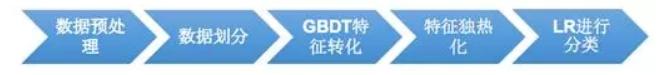 数据预处
理
数据划分
GBDT特
征转化
特征独热
化
LR进行
分类